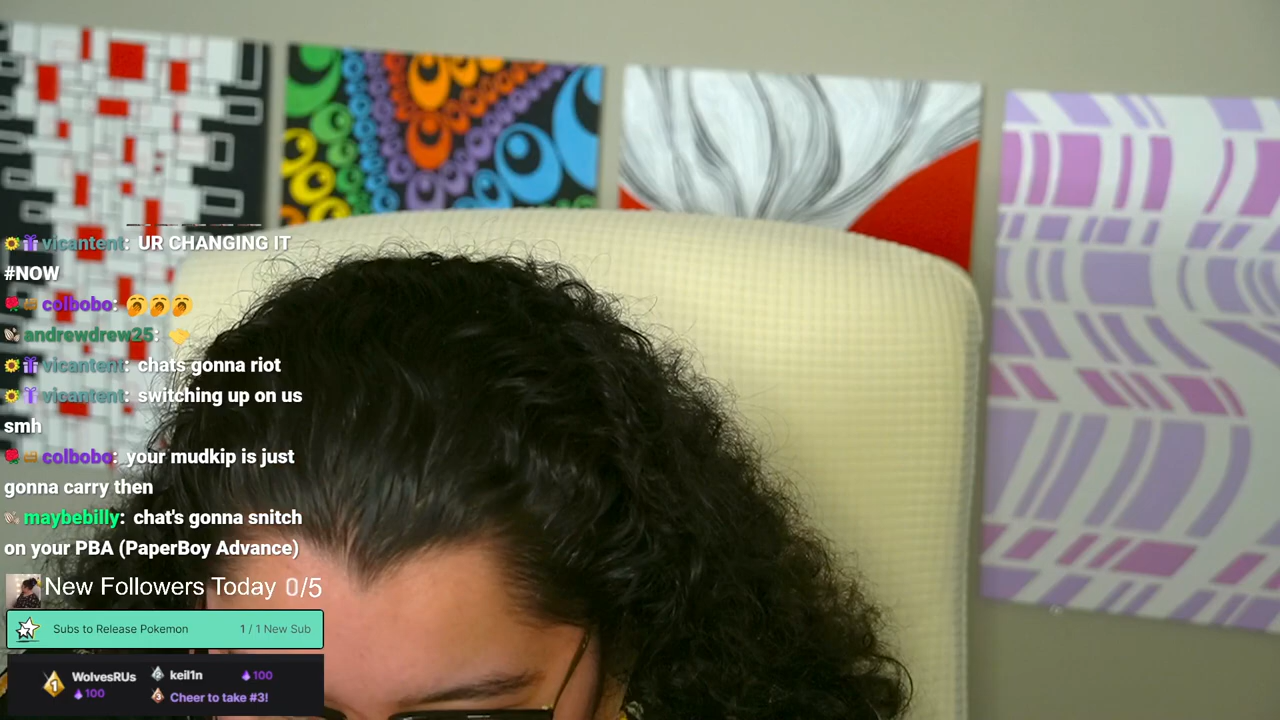 vicantent: UR CHANGING IT
#NOW
colbobo:
andrewdrew25:
vicantent: chats gonna riot
vicantent: switching up on us
smh
colbobo: your mudkip is just
gonna carry then
maybebilly: chat's gonna snitch
on your PBA (PaperBoy Advance)
New Followers Today 0/5
Subs to Release Pokemon 1 / 1 New Sub
1 WolvesRUs 100
keil1n 100
3 Cheer to take #3!